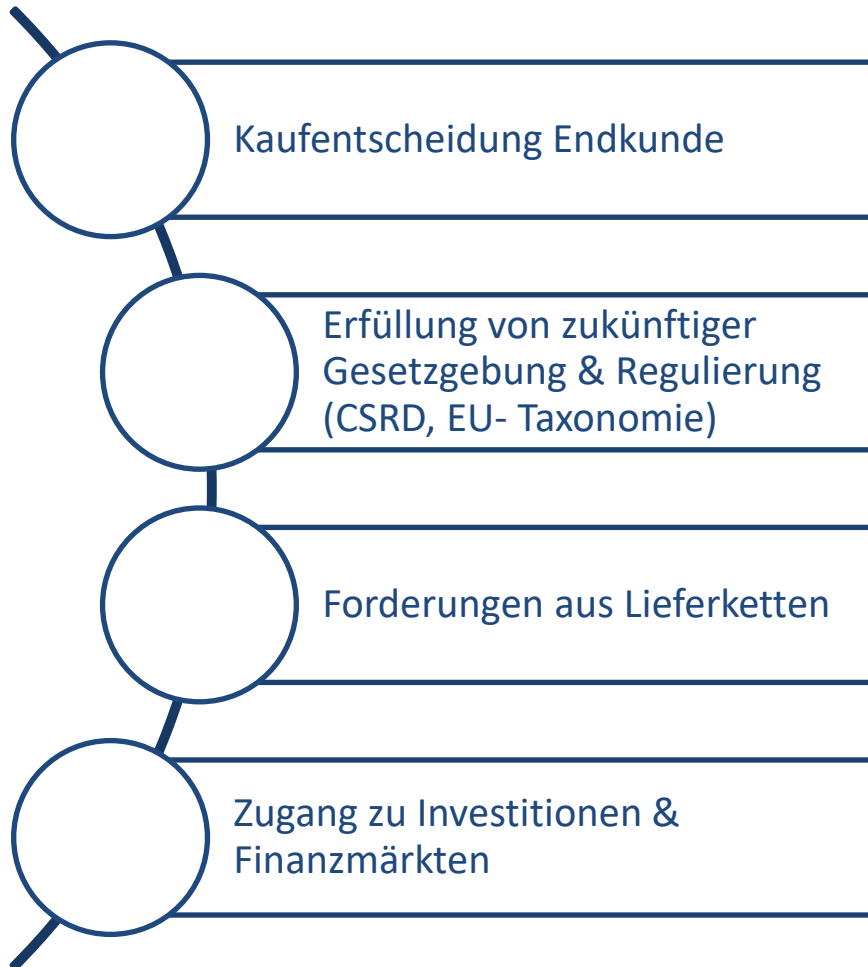 Kaufentscheidung Endkunde
Erfüllung von zukünftiger
Gesetzgebung & Regulierung
(CSRD, EU- Taxonomie)
Forderungen aus Lieferketten
Zugang zu Investitionen &
Finanzmärkten